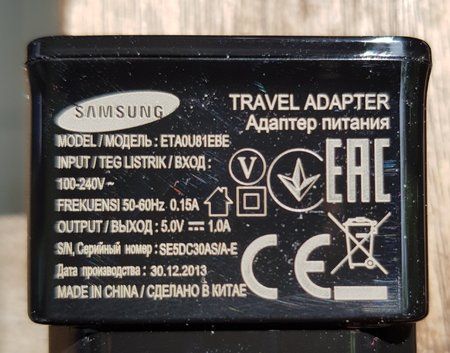 SAMSUNG
TRAVEL ADAPTER
Адаптер питания
MODEL / МОДЕЛЬ : ETA0U81EBE
INPUT / TEG LISTRIK / ВХОД :
100-240V~
FREKUENSI 50-60Hz 0.15A
OUTPUT / ВЫХОД : 5.0V ⎓ 1.0A
S/N, Серийный номер : SE5DC30AS/A-E
Дата производства : 30.12.2013
MADE IN CHINA / СДЕЛАНО В КИТАЕ
V
EAC
CE